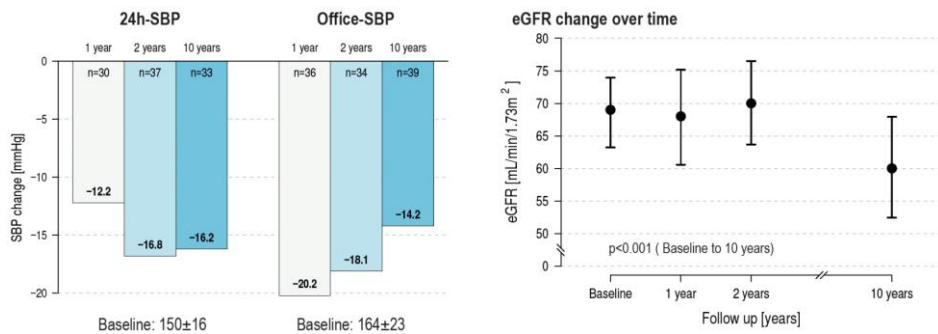 24h-SBP
Office-SBP
1 year 2 years 10 years
1 year 2 years 10 years
n=30 n=37 n=33
n=36 n=34 n=39
SBP change [mmHg]
0
−5
−10
−15
−20
−12.2
−16.8
−16.2
−20.2
−18.1
−14.2
Baseline: 150±16
Baseline: 164±23
eGFR change over time
eGFR [mL/min/1.73m²]
80
75
70
65
60
55
50
0
p<0.001 ( Baseline to 10 years)
Baseline 1 year 2 years 10 years
Follow up [years]